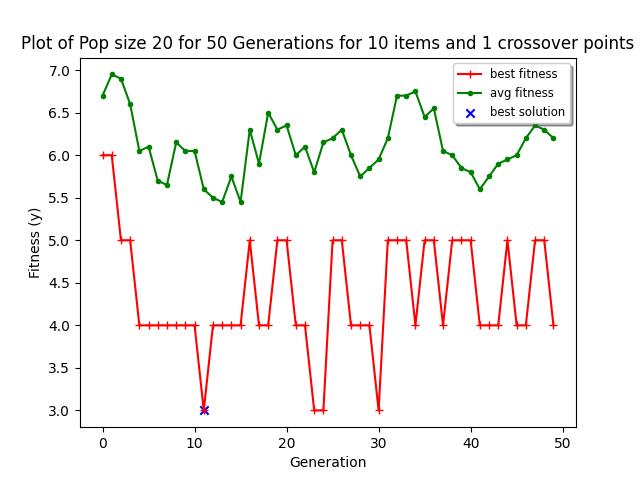 Plot of Pop size 20 for 50 Generations for 10 items and 1 crossover points
7.0
6.5
6.0
5.5
5.0
4.5
4.0
3.5
3.0
Fitness (y)
best fitness
avg fitness
best solution
0
10
20
30
40
50
Generation